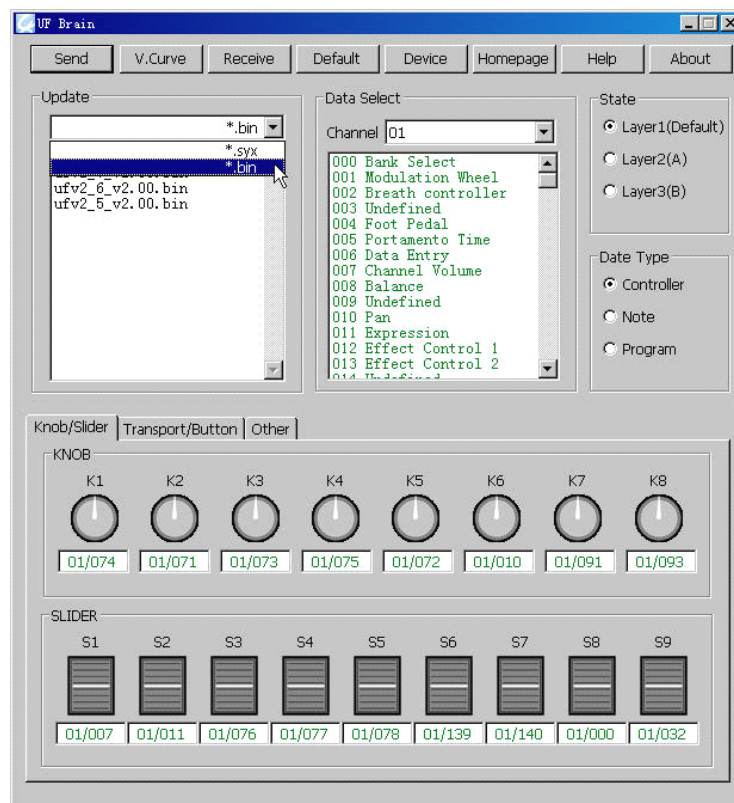 UF Brain
Send V.Curve Receive Default Device Homepage Help About
Update
*.bin
*.syx
*.bin
ufv2_6_v2.00.bin
ufv2_5_v2.00.bin
Data Select
Channel 01
000 Bank Select
001 Modulation Wheel
002 Breath controller
003 Undefined
004 Foot Pedal
005 Portamento Time
006 Data Entry
007 Channel Volume
008 Balance
009 Undefined
010 Pan
011 Expression
012 Effect Control 1
013 Effect Control 2
State
Layer1(Default)
Layer2(A)
Layer3(B)
Date Type
Controller
Note
Program
Knob/Slider Transport/Button Other
KNOB
K1 K2 K3 K4 K5 K6 K7 K8
01/074 01/071 01/073 01/075 01/072 01/010 01/091 01/093
SLIDER
S1 S2 S3 S4 S5 S6 S7 S8 S9
01/007 01/011 01/076 01/077 01/078 01/139 01/140 01/000 01/032